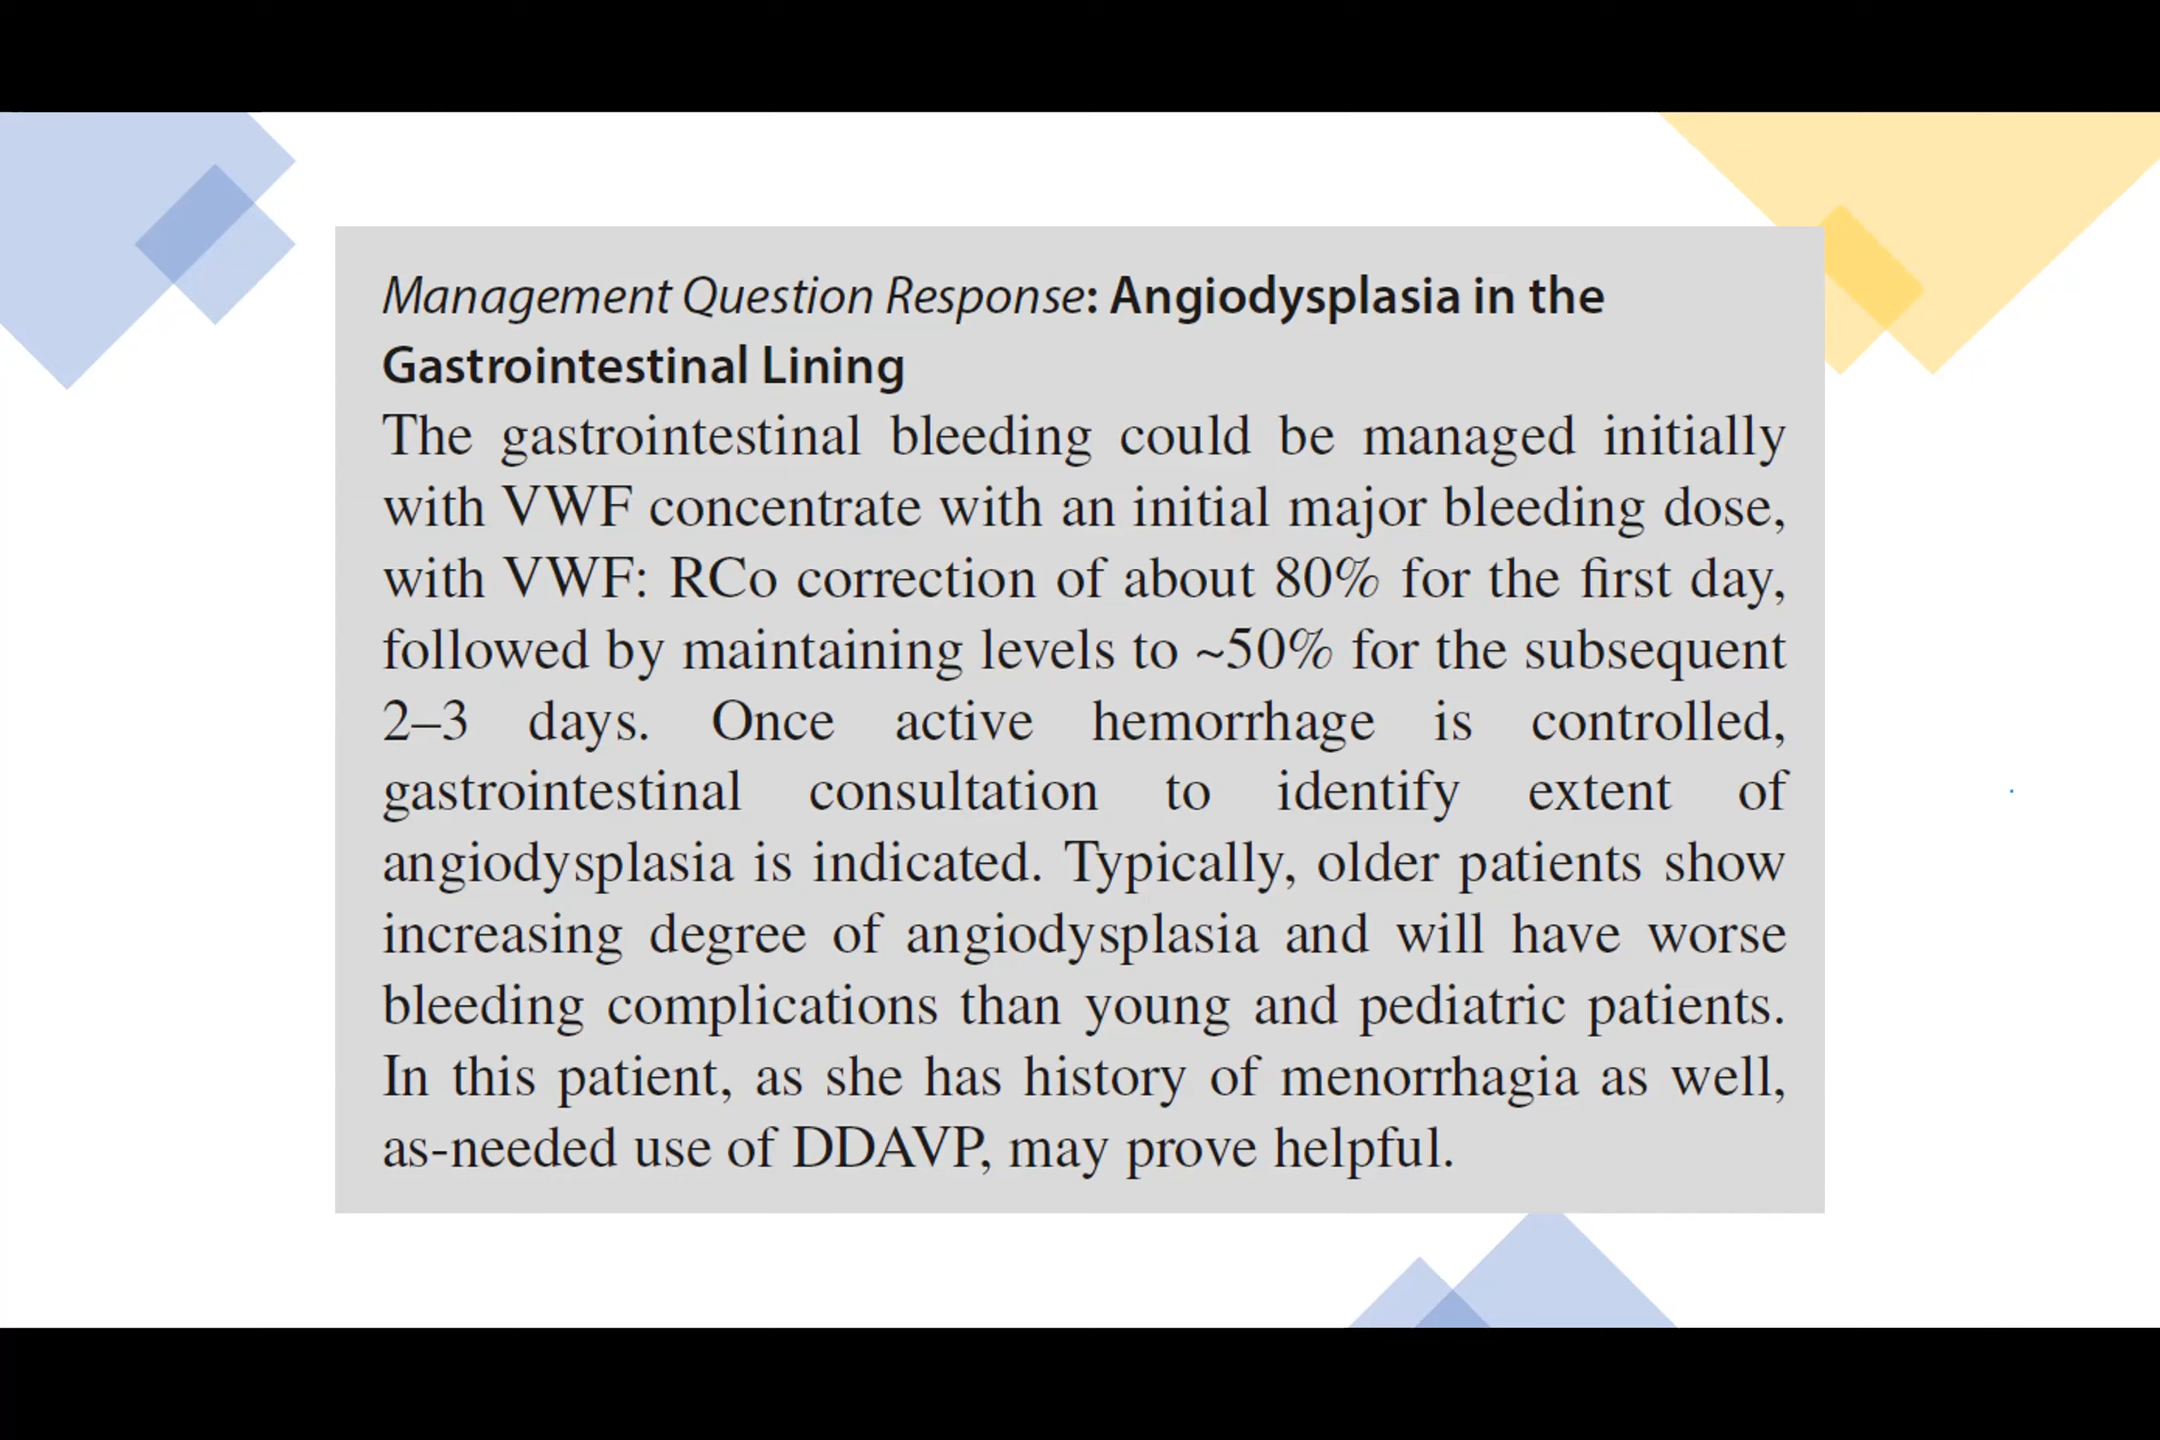 Management Question Response: Angiodysplasia in the
Gastrointestinal Lining
The gastrointestinal bleeding could be managed initially
with VWF concentrate with an initial major bleeding dose,
with VWF: RCo correction of about 80% for the first day,
followed by maintaining levels to ~50% for the subsequent
2–3 days. Once active hemorrhage is controlled,
gastrointestinal consultation to identify extent of
angiodysplasia is indicated. Typically, older patients show
increasing degree of angiodysplasia and will have worse
bleeding complications than young and pediatric patients.
In this patient, as she has history of menorrhagia as well,
as-needed use of DDAVP, may prove helpful.